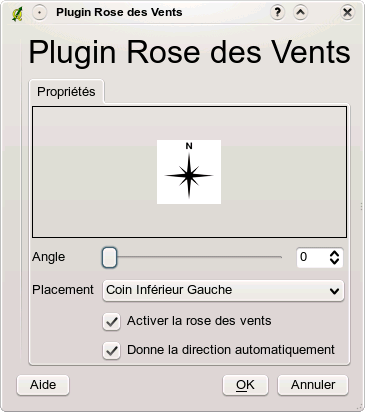 Plugin Rose des Vents
Plugin Rose des Vents
Propriétés
N
Angle 0
Placement Coin Inférieur Gauche
Activer la rose des vents
Donne la direction automatiquement
Aide OK Annuler